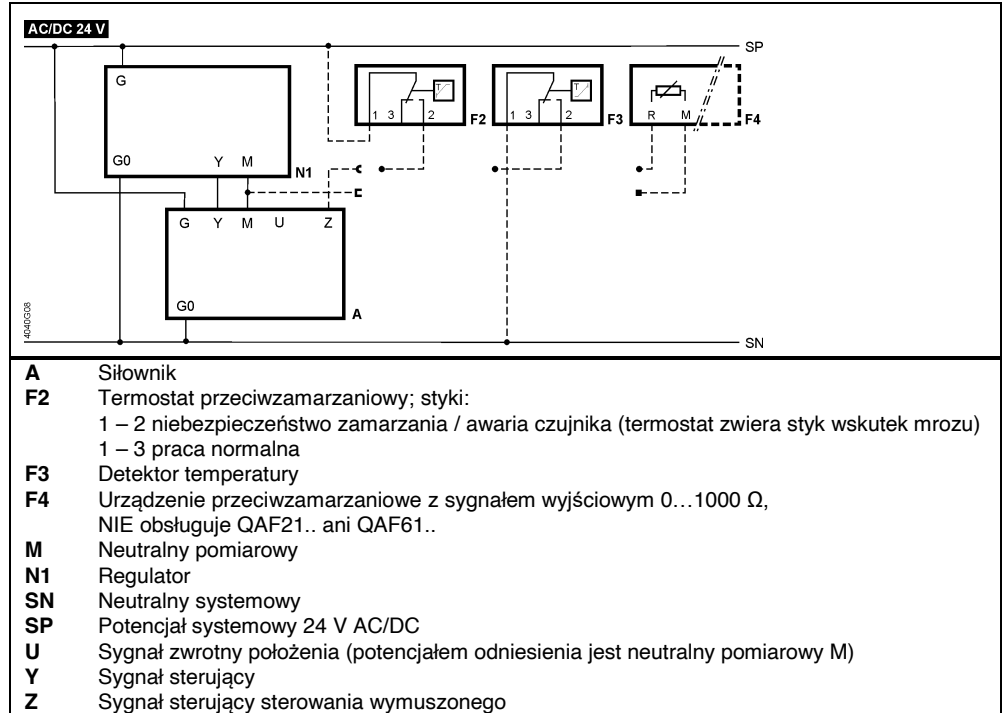 AC/DC 24 V
SP
G
T
T
1 3 2
F2
1 3 2
F3
R M
F4
G0 Y M
N1
G Y M U Z
G0
A
4040G08
SN
A Siłownik
F2 Termostat przeciwzamarzaniowy; styki:
1 – 2 niebezpieczeństwo zamarzania / awaria czujnika (termostat zwiera styk wskutek mrozu)
1 – 3 praca normalna
F3 Detektor temperatury
F4 Urządzenie przeciwzamarzaniowe z sygnałem wyjściowym 0…1000 Ω,
NIE obsługuje QAF21.. ani QAF61..
M Neutralny pomiarowy
N1 Regulator
SN Neutralny systemowy
SP Potencjał systemowy 24 V AC/DC
U Sygnał zwrotny położenia (potencjałem odniesienia jest neutralny pomiarowy M)
Y Sygnał sterujący
Z Sygnał sterujący sterowania wymuszonego